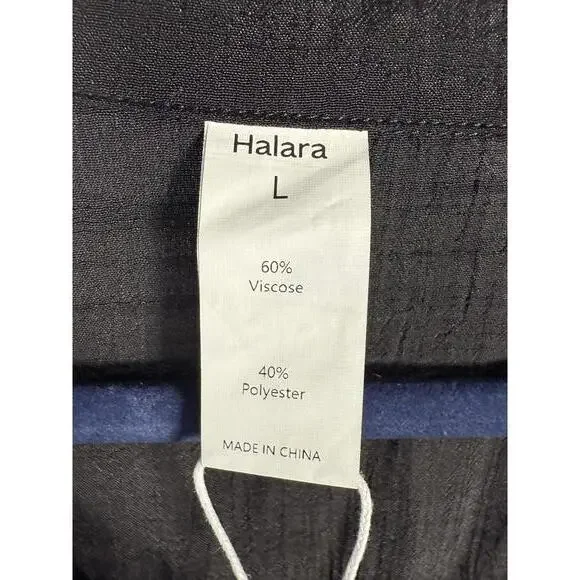 Halara
L
60%
Viscose
40%
Polyester
MADE IN CHINA